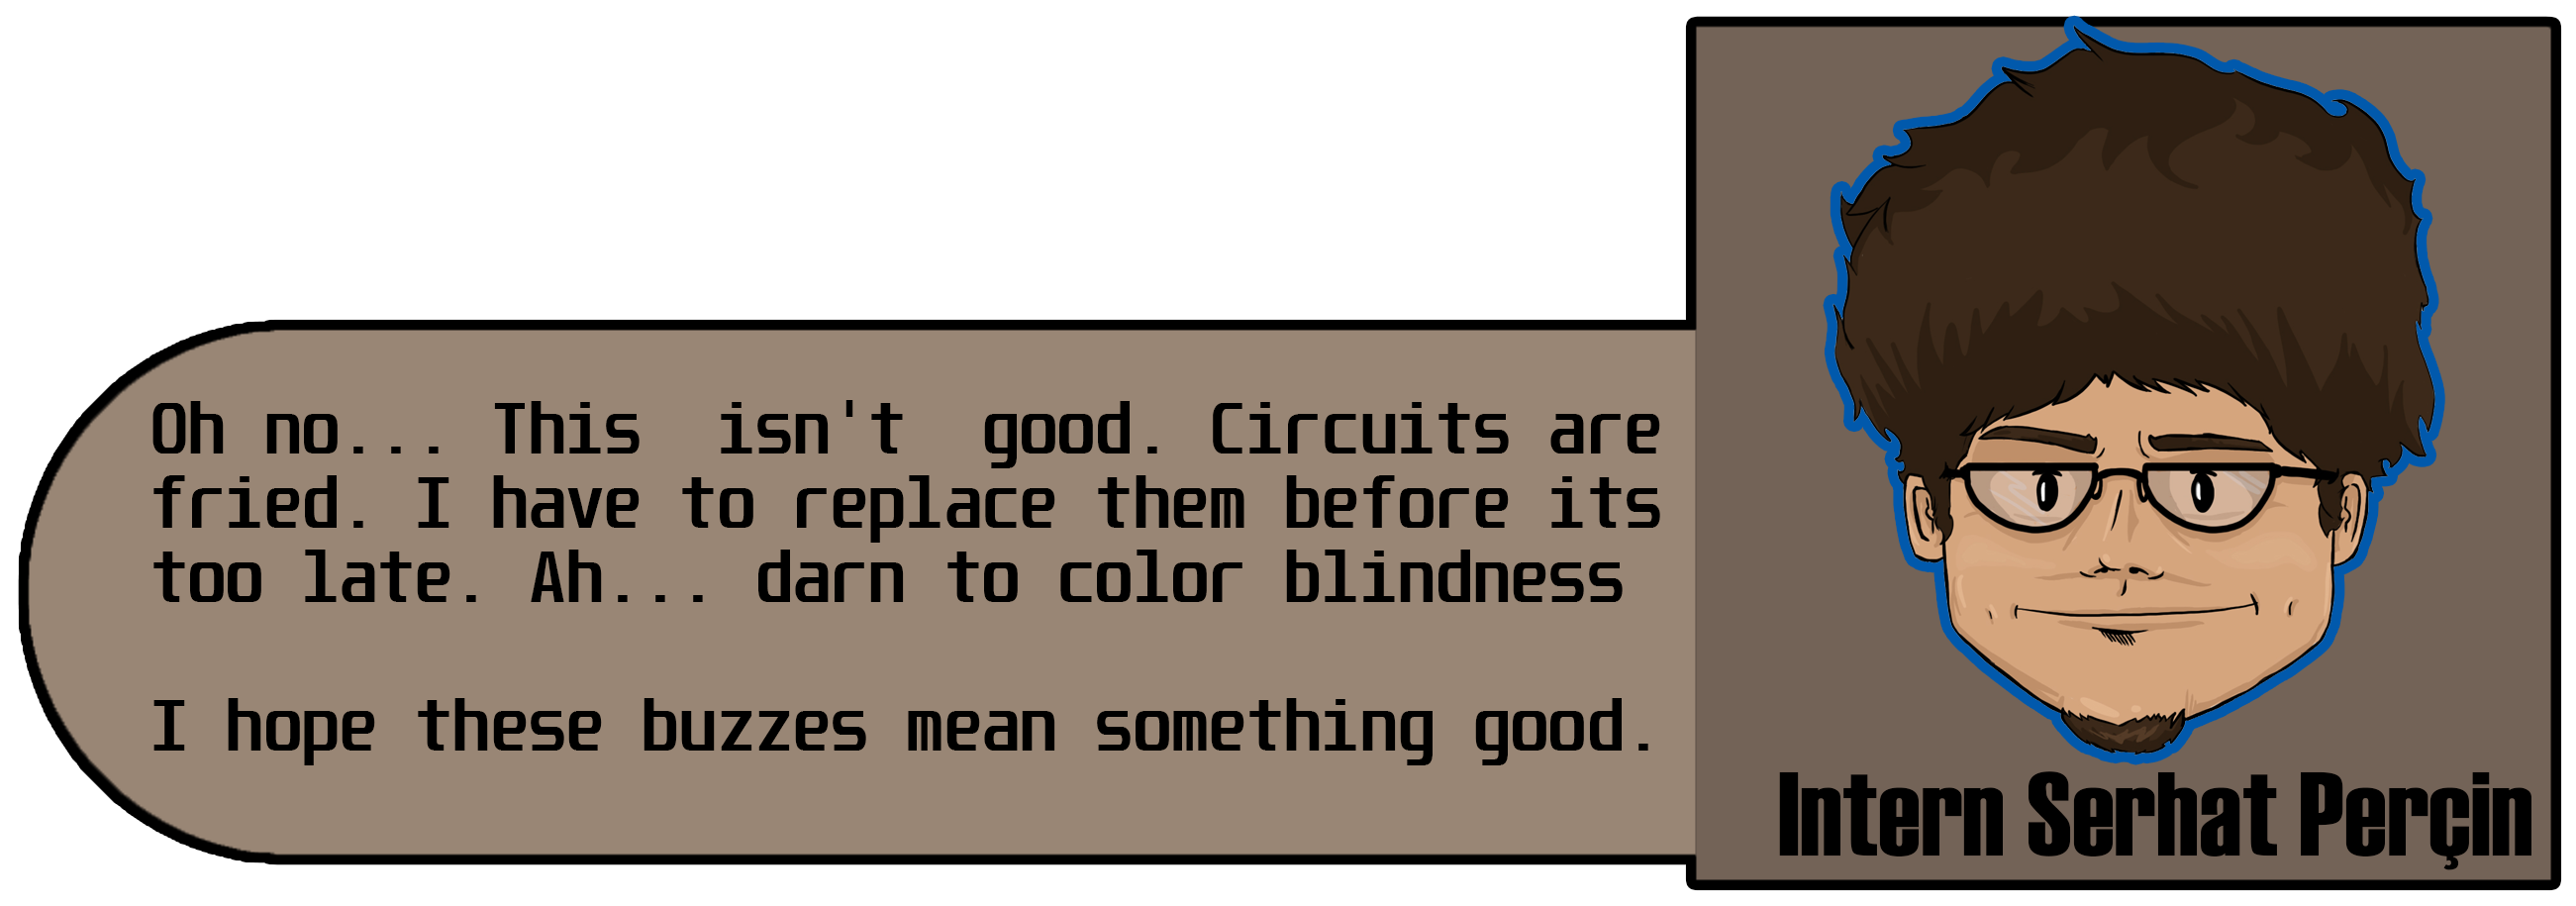 Oh no... This  isn't  good. Circuits are
fried. I have to replace them before its
too late. Ah... darn to color blindness
I hope these buzzes mean something good.
Intern Serhat Perçin